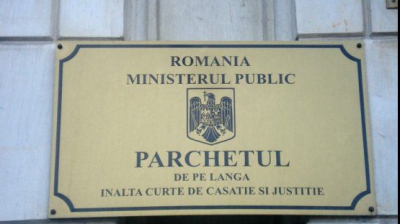 ROMANIA
MINISTERUL PUBLIC
PARCHETUL
DE PE LANGA
INALTA CURTE DE CASATIE SI JUSTITIE